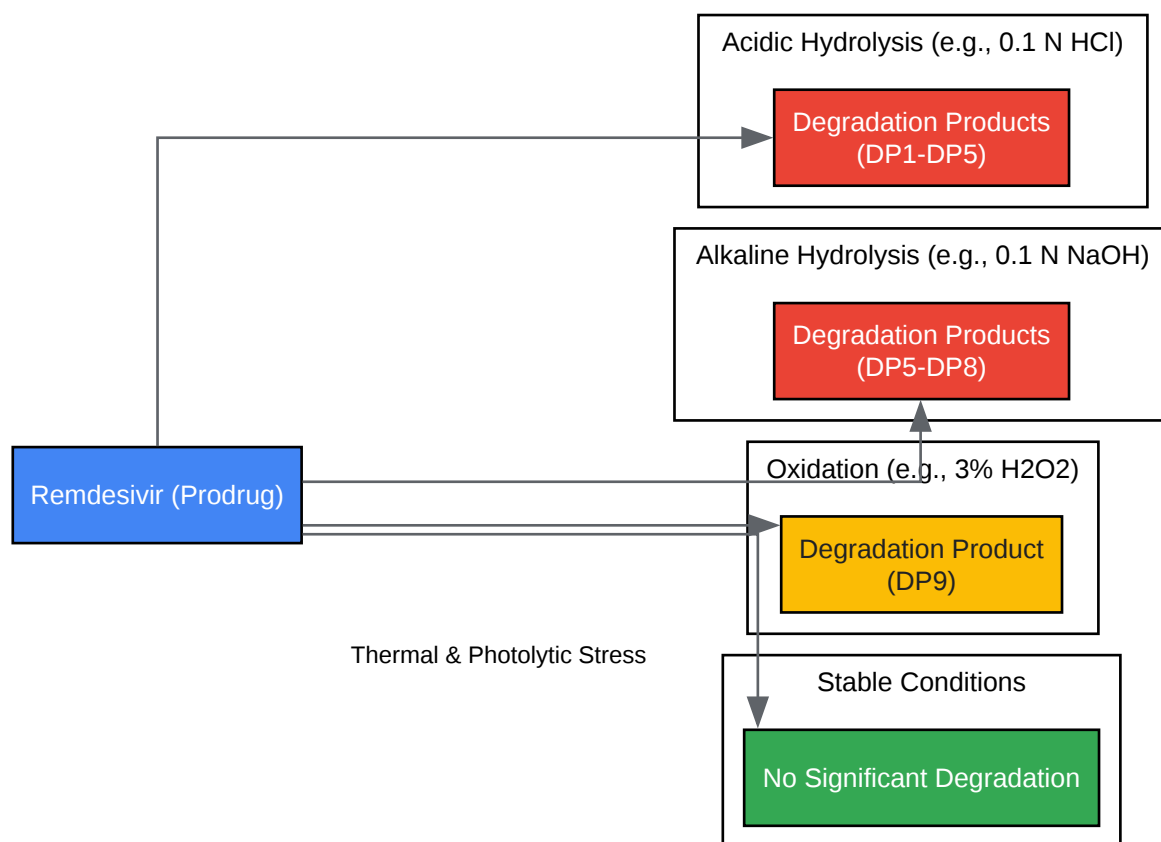 Acidic Hydrolysis (e.g., 0.1 N HCl)
Degradation Products
(DP1-DP5)
Alkaline Hydrolysis (e.g., 0.1 N NaOH)
Degradation Products
(DP5-DP8)
Remdesivir (Prodrug)
Oxidation (e.g., 3% H2O2)
Degradation Product
(DP9)
Thermal & Photolytic Stress
Stable Conditions
No Significant Degradation